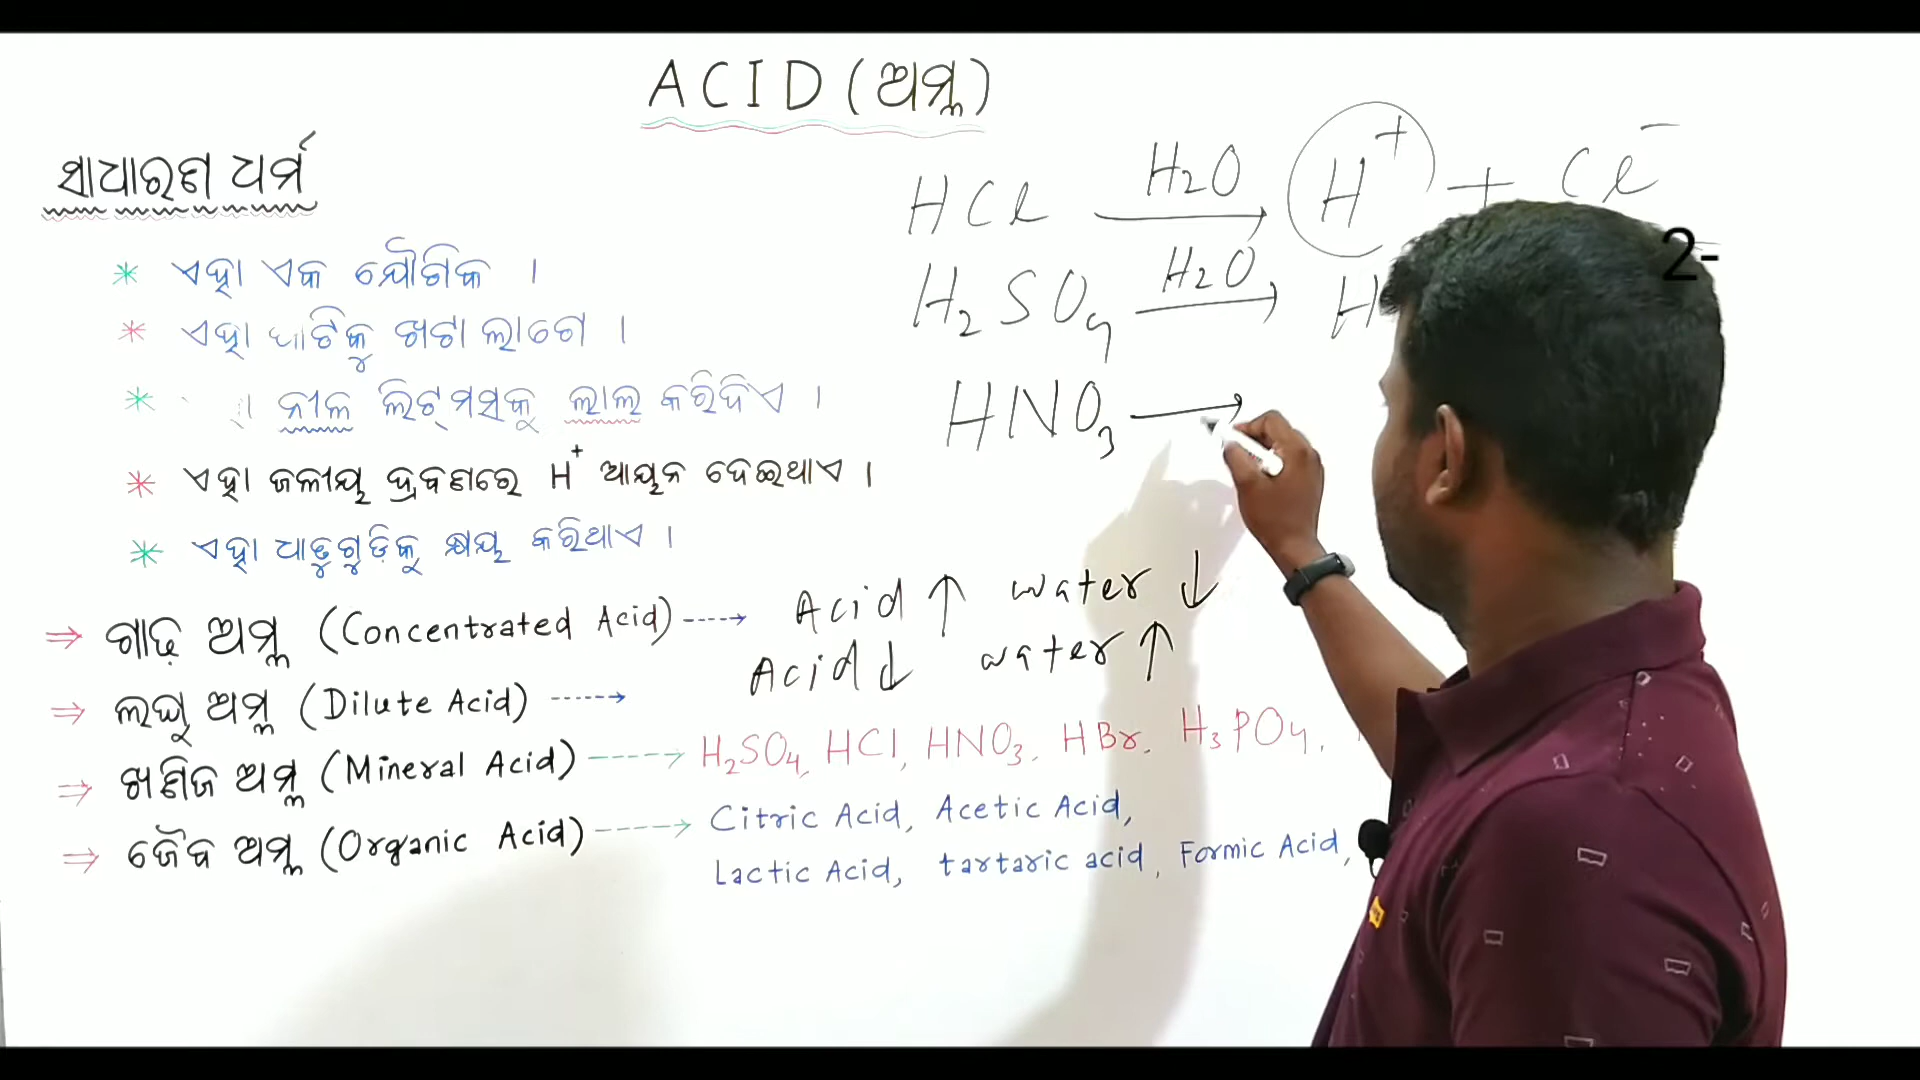 ACID (ଅମ୍ଳ)
ସାଧାରଣ ଧର୍ମ
* ଏହା ଏକ ଯୌଗିକ ।
* ଏହା ପାଟିକୁ ଖଟା ଲାଗେ ।
* ନୀଳ ଲିଟ୍ମସକୁ ଲାଲ କରିଦିଏ ।
* ଏହା ଜଳୀୟ ଦ୍ରବଣରେ H⁺ ଆୟନ ଦେଇଥାଏ ।
* ଏହା ଧାତୁଗୁଡ଼ିକୁ କ୍ଷୟ କରିଥାଏ ।
⇒ ଗାଢ଼ ଅମ୍ଳ (Concentrated Acid) ----> Acid ↑ water ↓
⇒ ଲଘୁ ଅମ୍ଳ (Dilute Acid) -----> Acid ↓ water ↑
⇒ ଖଣିଜ ଅମ୍ଳ (Mineral Acid) ----> H₂SO₄, HCl, HNO₃, HBr, H₃PO₄,
⇒ ଜୈବ ଅମ୍ଳ (Organic Acid) ----> Citric Acid, Acetic Acid,
Lactic Acid, tartaric acid, Formic Acid,
HCl —H₂O→ H⁺ + Cl⁻
H₂SO₄ —H₂O→ H 2-
HNO₃ →